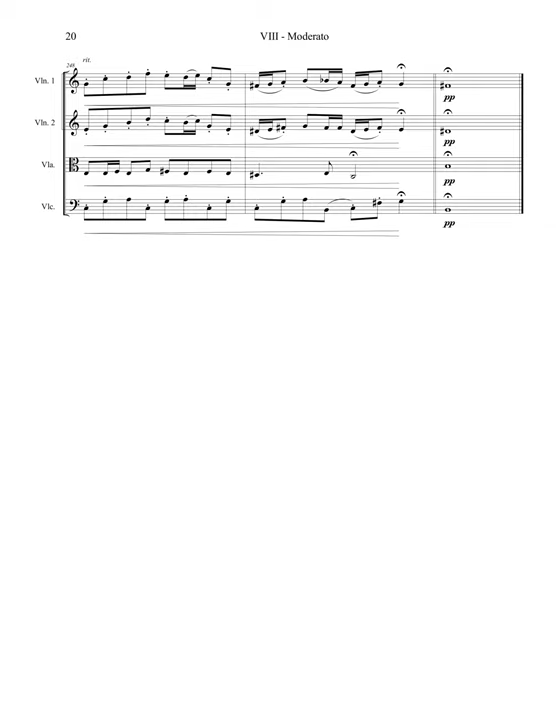 20 VIII - Moderato
248 rit.
Vln. 1
pp
Vln. 2
pp
Vla.
pp
Vlc.
pp